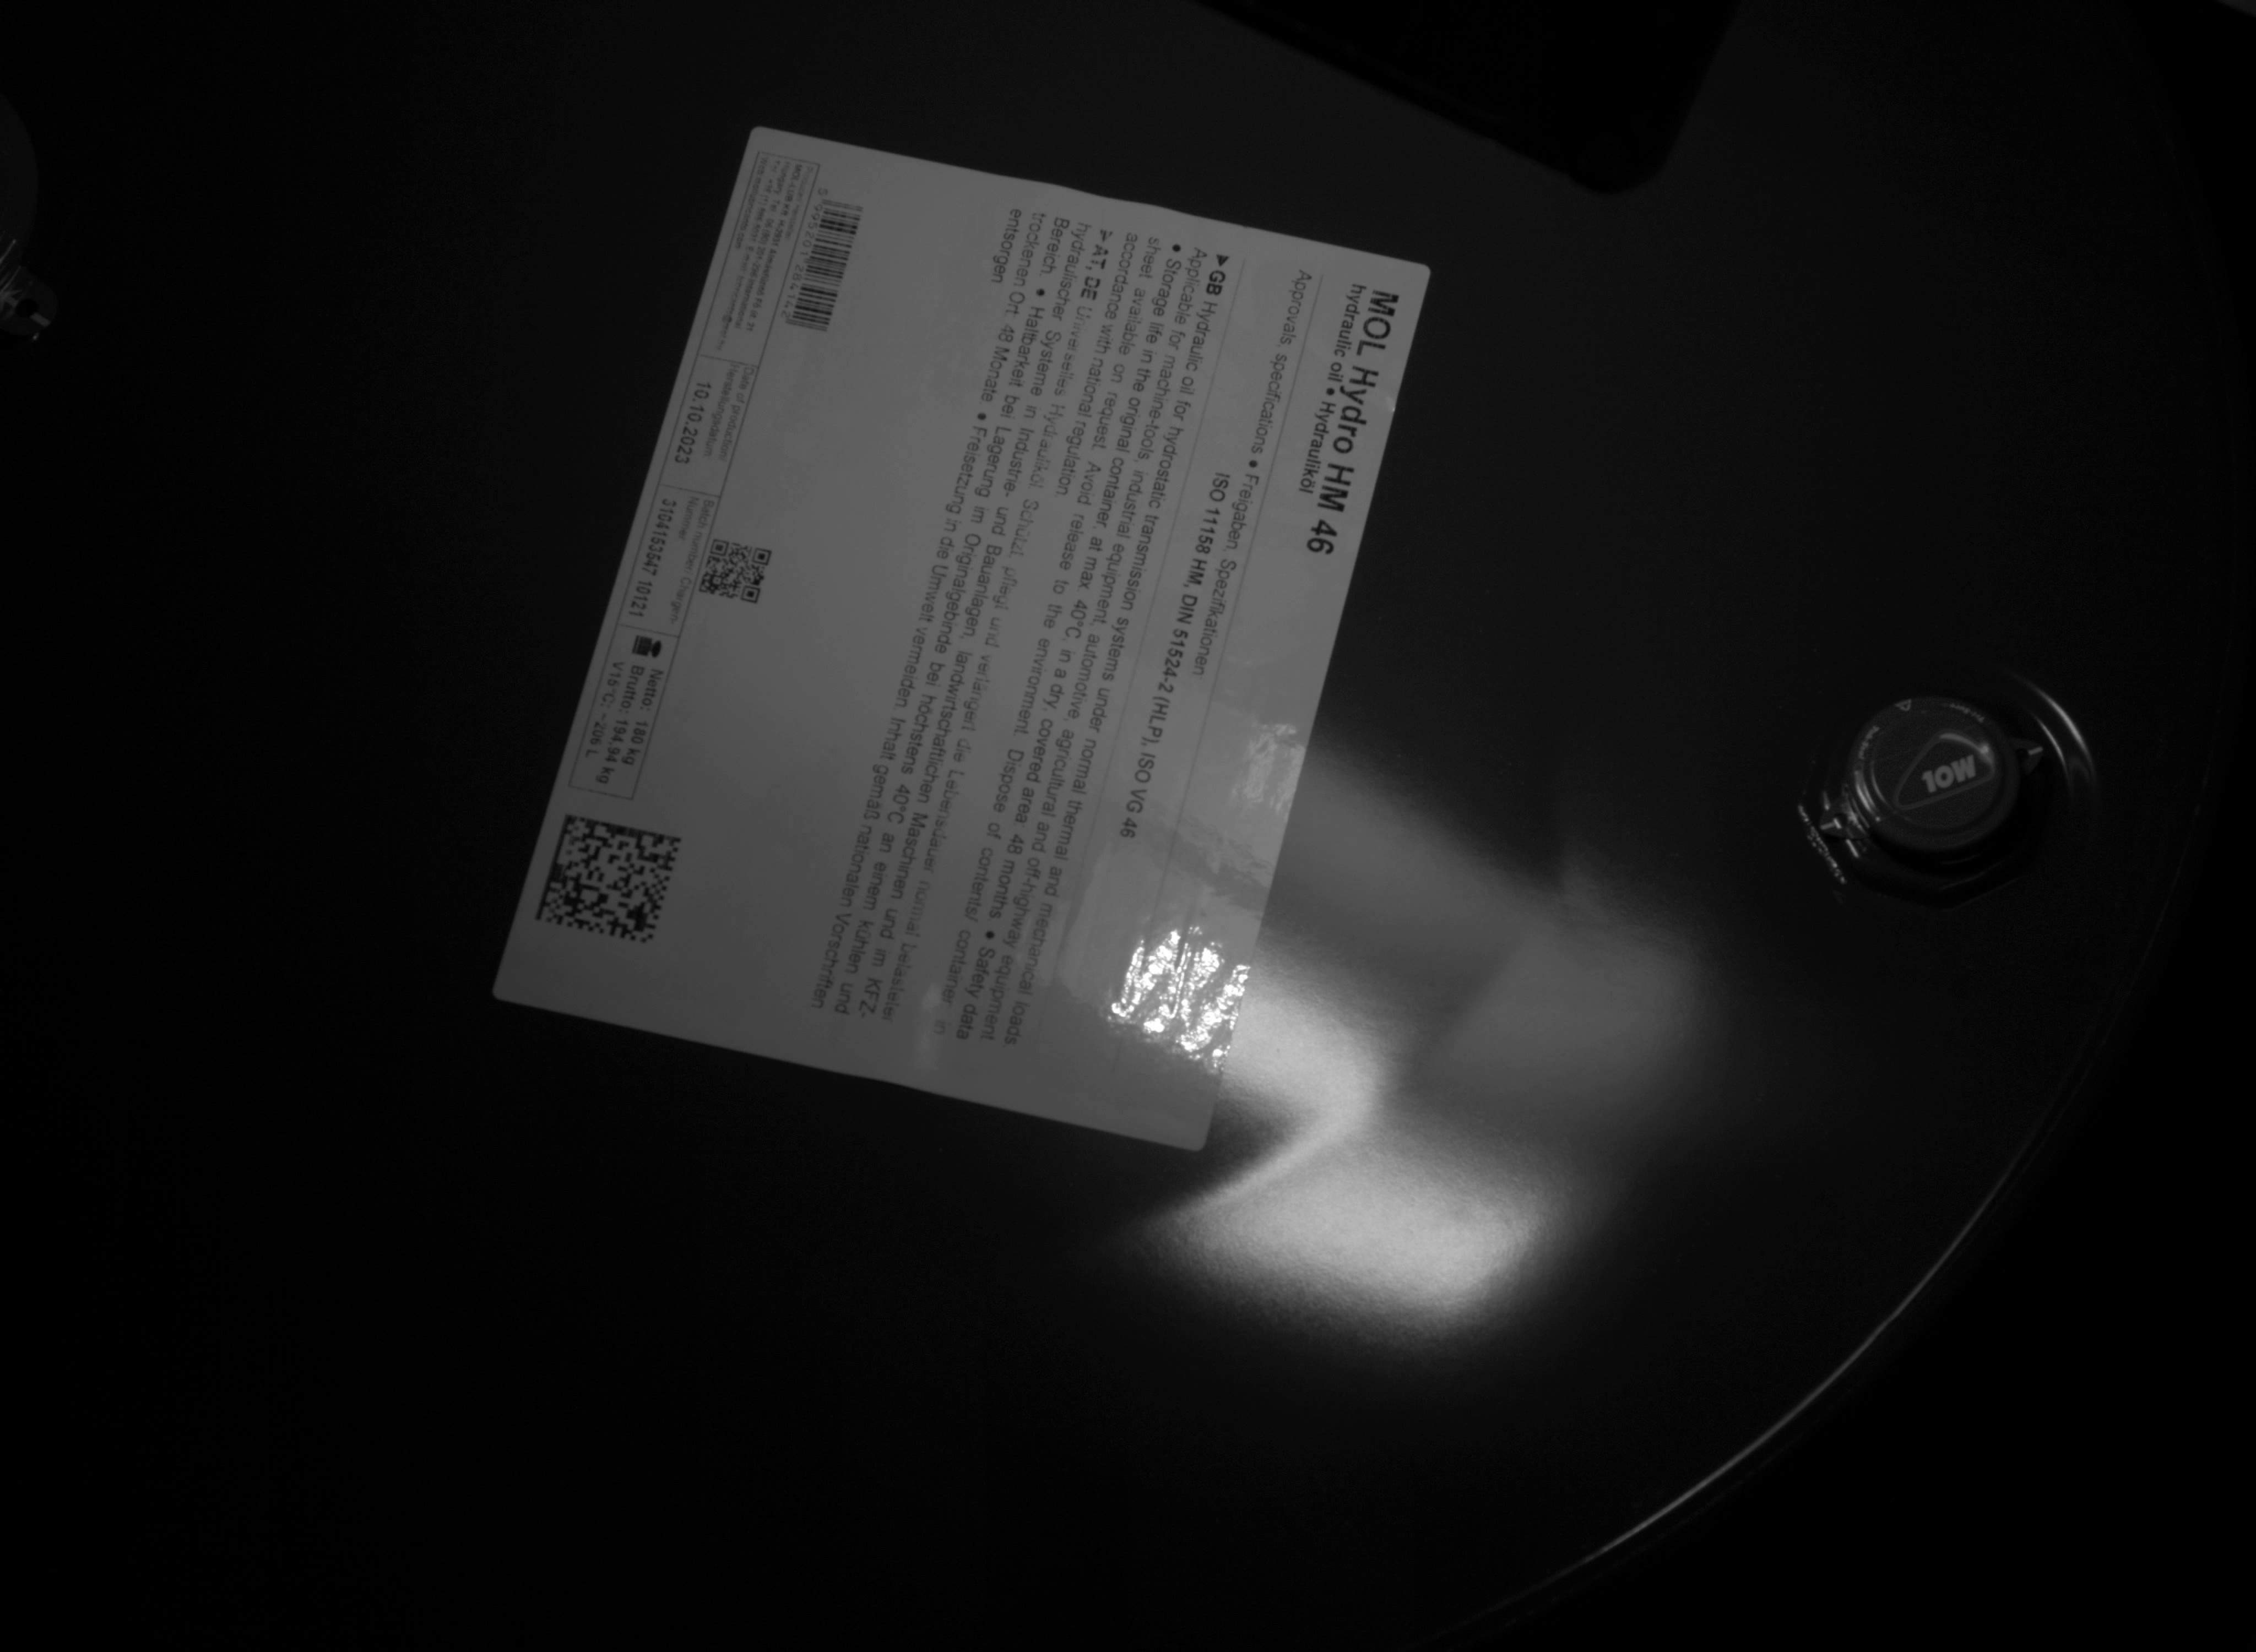 MOL Hydro HM 46
hydraulic oil • Hydrauliköl
Approvals, specifications • Freigaben, Spezifikationen
ISO 11158 HM, DIN 51524-2 (HLP), ISO VG 46
►GB Hydraulic oil for hydrostatic transmission systems under normal thermal and mechanical loads.
Applicable for machine-tools, industrial equipment, automotive, agricultural and off-highway equipment
• Storage life in the original container, at max. 40°C, in a dry, covered area: 48 months. • Safety data
sheet available on request. Avoid release to the environment. Dispose of contents/ container in
accordance with national regulation.
►AT, DE Universelles Hydrauliköl. Schützt, pflegt und verlängert die Lebensdauer normal belasteter
hydraulischer Systeme in Industrie- und Bauanlagen, landwirtschaftlichen Maschinen und im KFZ-
Bereich. • Haltbarkeit bei Lagerung im Originalgebinde bei höchstens 40°C an einem kühlen und
trockenen Ort: 48 Monate • Freisetzung in die Umwelt vermeiden. Inhalt gemäß nationalen Vorschriften
entsorgen
5 995201 284142
Date of production/
Herstellungsdatum:
10.10.2023
Batch number/ Chargen-
Nummer:
3104153547 10121
Netto: 180 kg
Brutto: 194,94 kg
V15°C: ~206 L
MOL